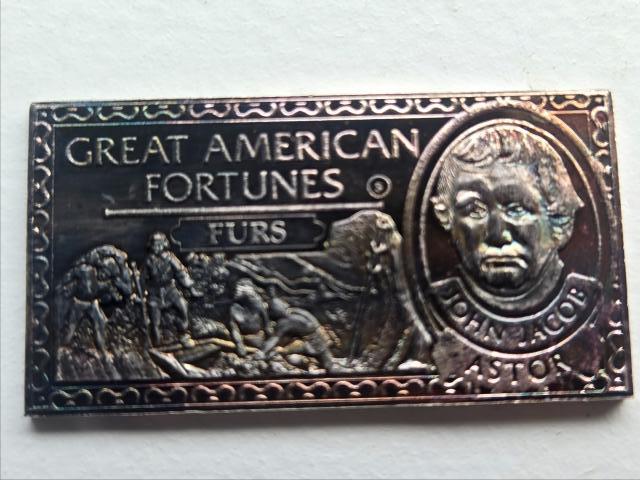 GREAT AMERICAN
FORTUNES
FURS
JOHN JACOB
ASTOR